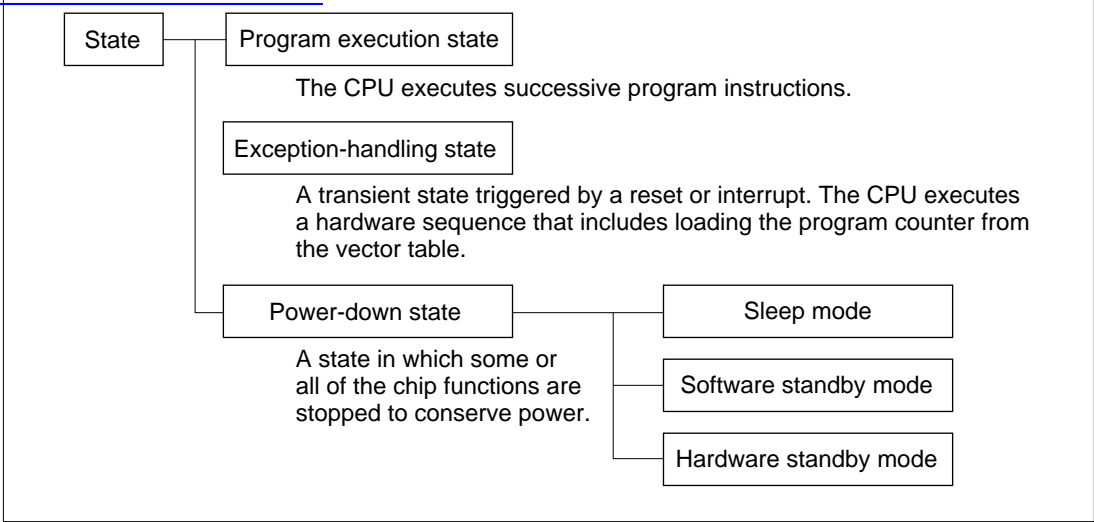 State
Program execution state
The CPU executes successive program instructions.
Exception-handling state
A transient state triggered by a reset or interrupt. The CPU executes
a hardware sequence that includes loading the program counter from
the vector table.
Power-down state
A state in which some or
all of the chip functions are
stopped to conserve power.
Sleep mode
Software standby mode
Hardware standby mode